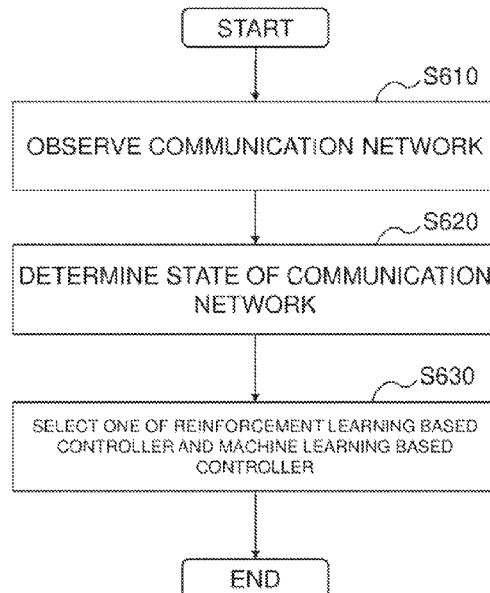 START
S610
OBSERVE COMMUNICATION NETWORK
S620
DETERMINE STATE OF COMMUNICATION
NETWORK
S630
SELECT ONE OF REINFORCEMENT LEARNING BASED
CONTROLLER AND MACHINE LEARNING BASED
CONTROLLER
END